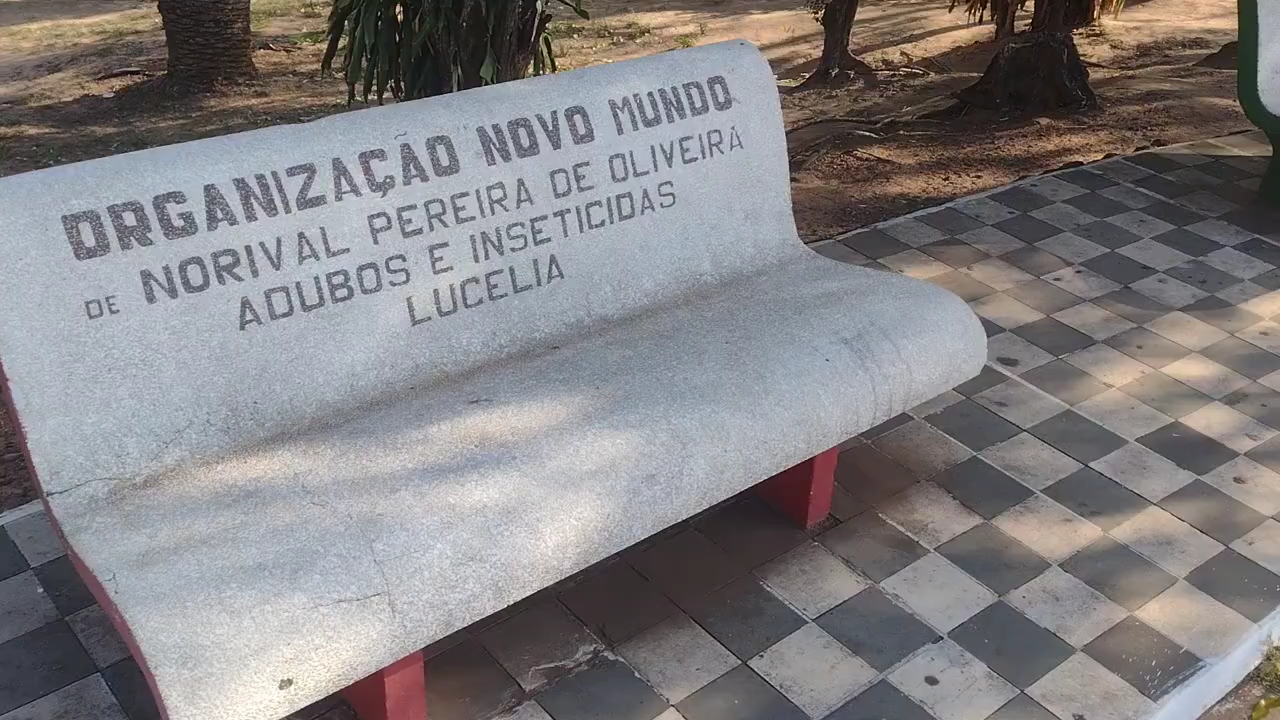 ORGANIZAÇÃO NOVO MUNDO
DE NORIVAL PEREIRA DE OLIVEIRA
ADUBOS E INSETICIDAS
LUCELIA